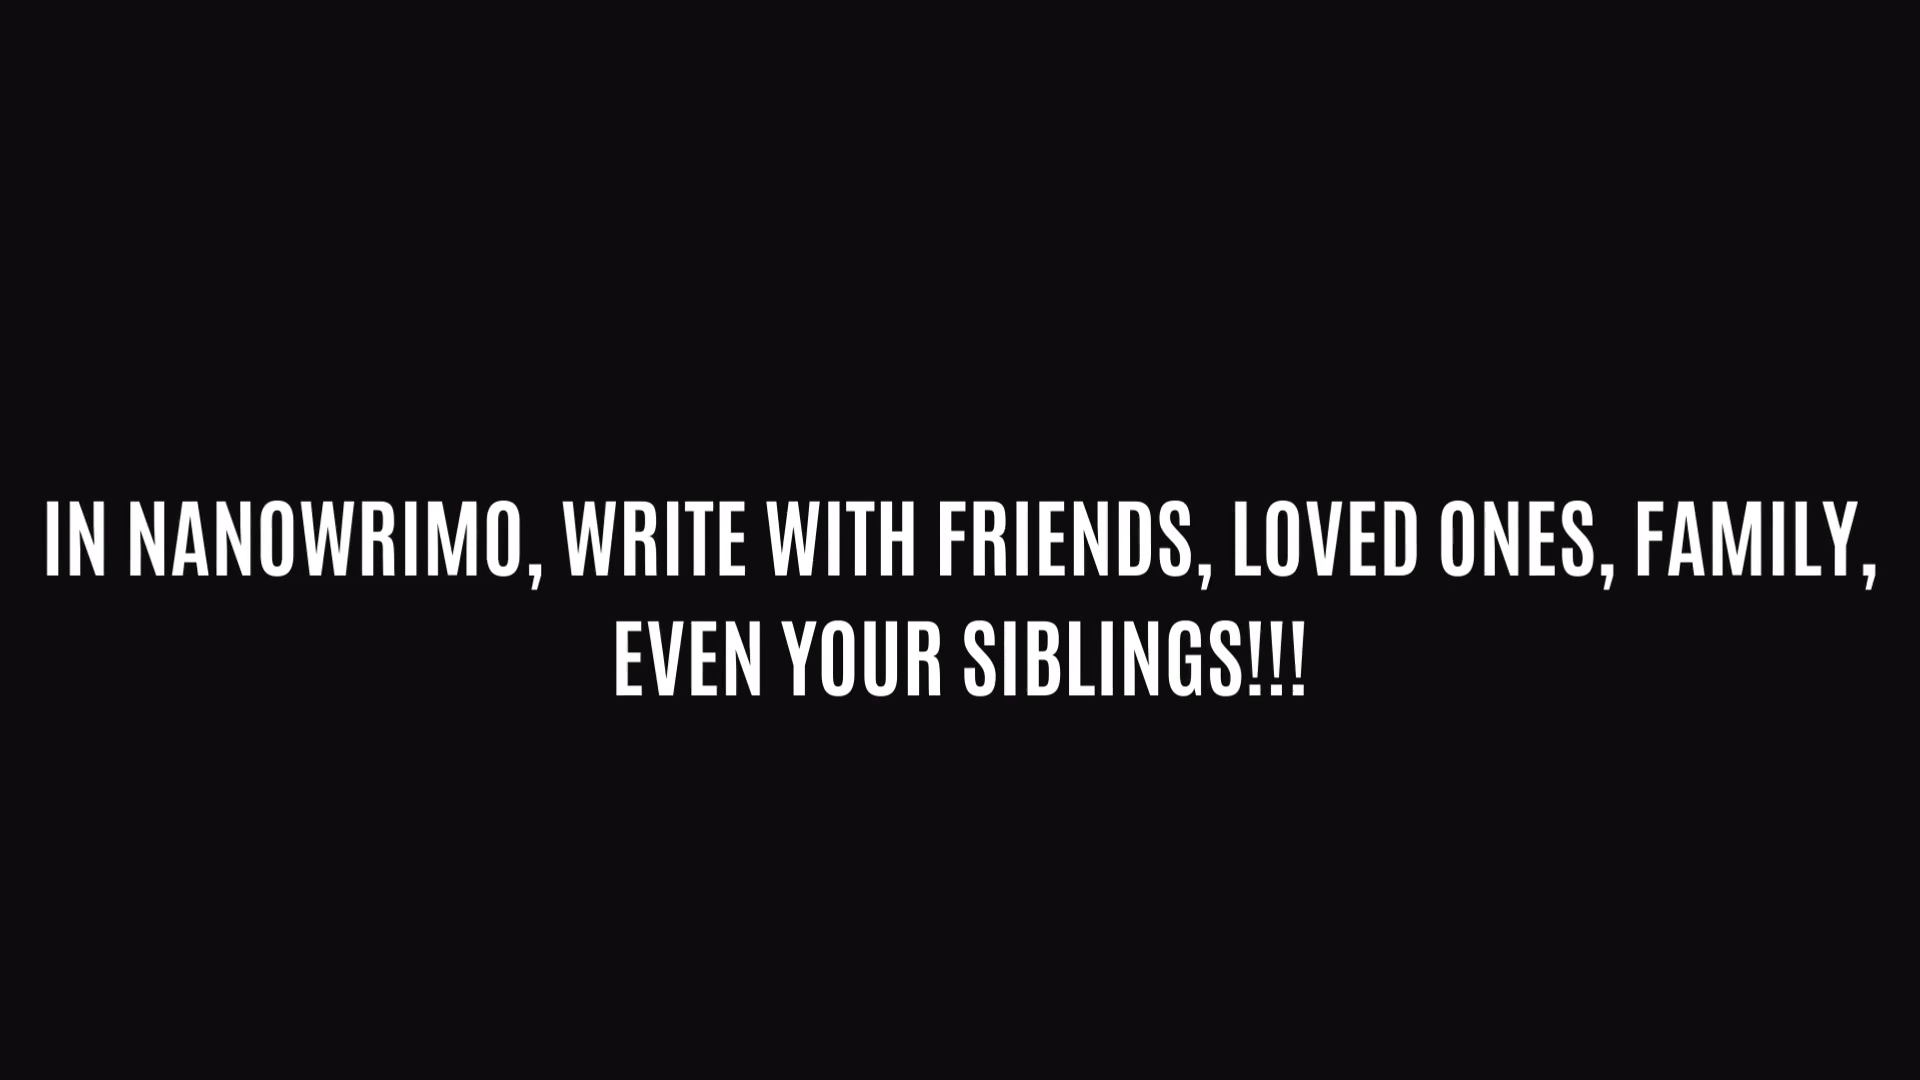 IN NANOWRIMO, WRITE WITH FRIENDS, LOVED ONES, FAMILY,
EVEN YOUR SIBLINGS!!!